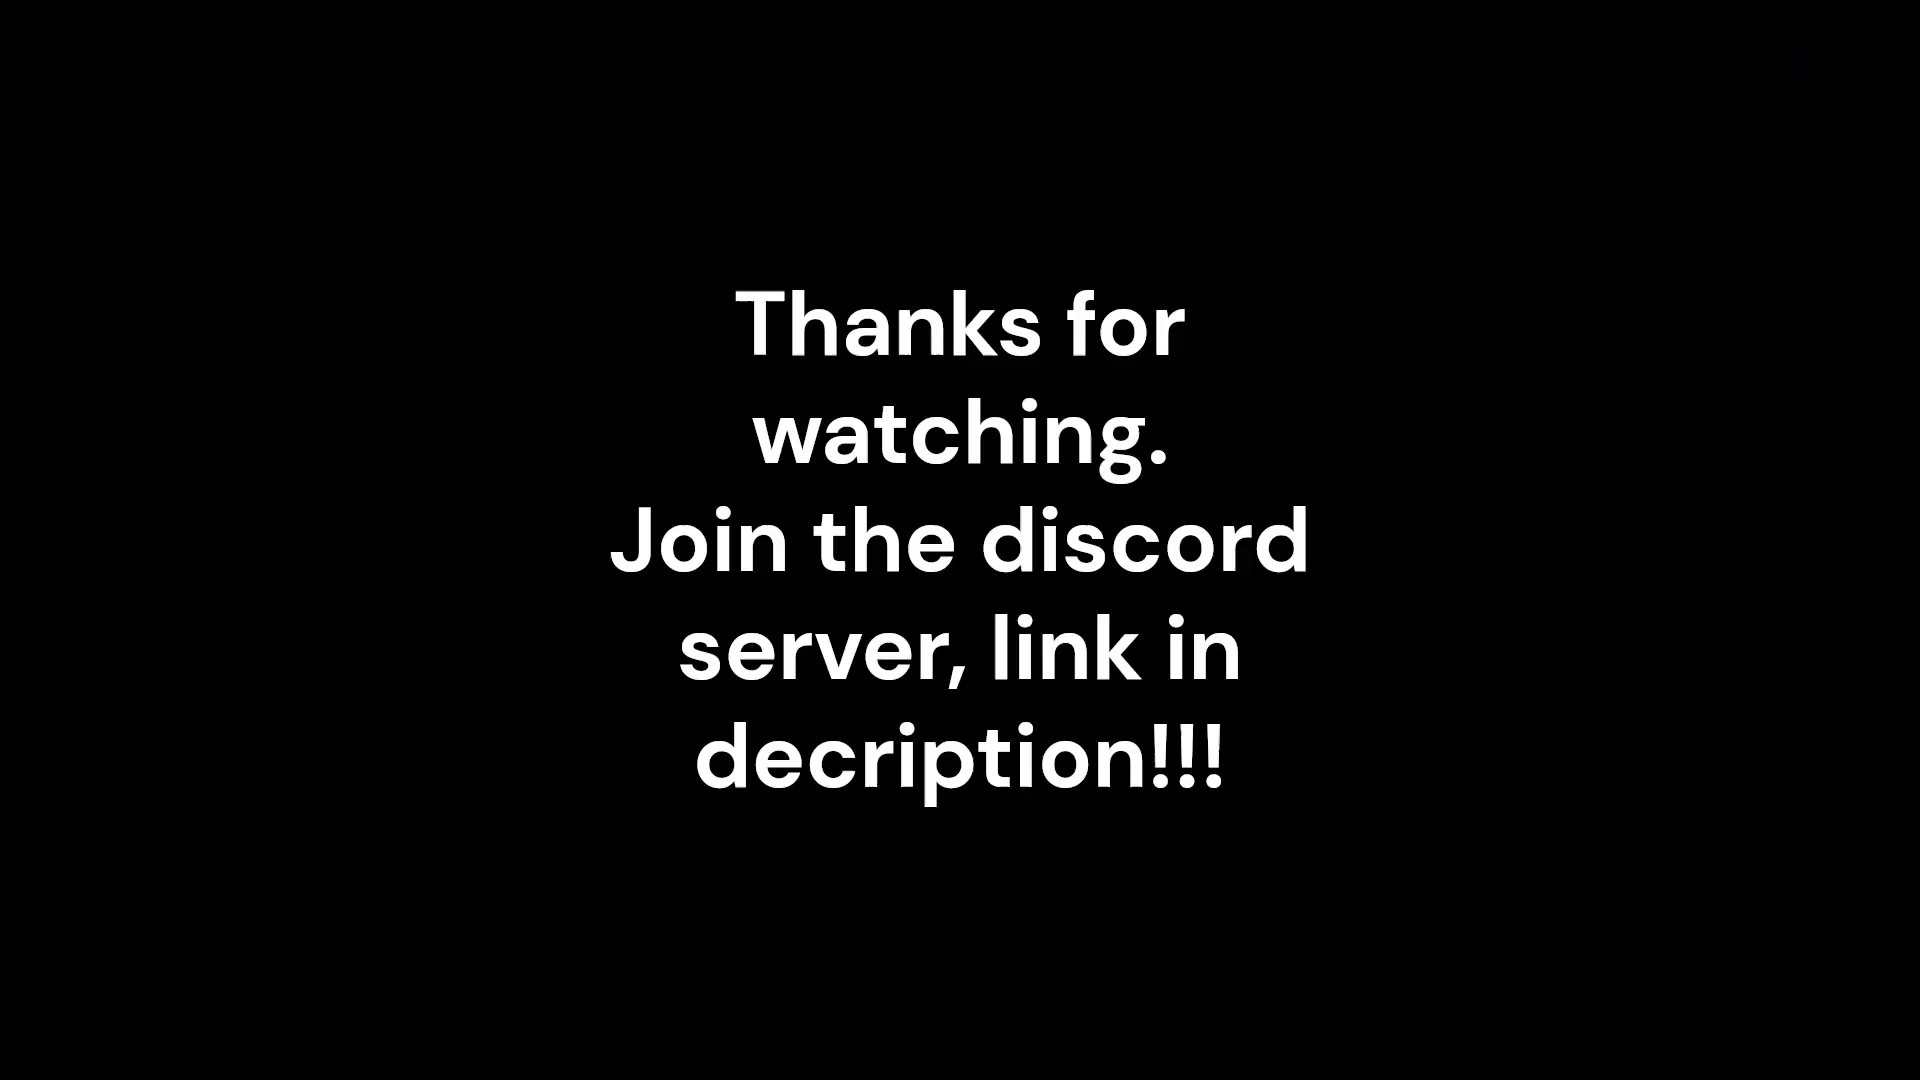 Thanks for
watching.
Join the discord
server, link in
decription!!!